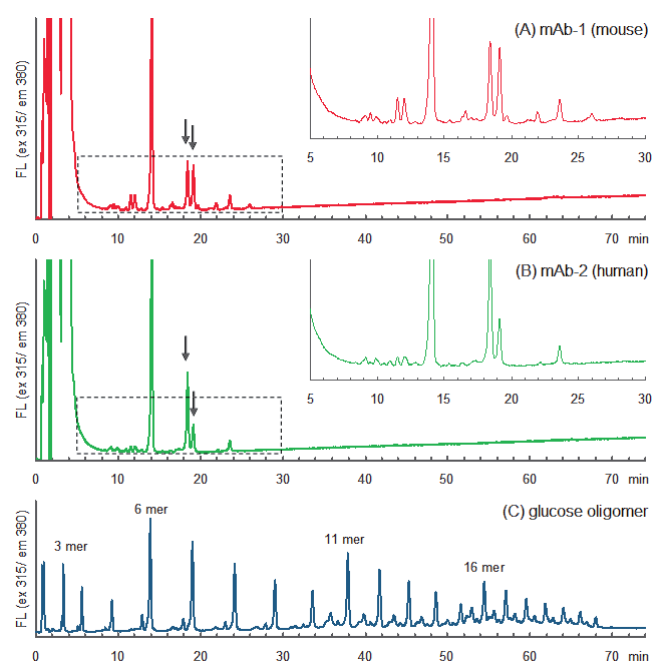 (A) mAb-1 (mouse)
FL (ex 315/ em 380)
5 10 15 20 25 30
0 10 20 30 40 50 60 70 min
(B) mAb-2 (human)
FL (ex 315/ em 380)
5 10 15 20 25 30
0 10 20 30 40 50 60 70 min
(C) glucose oligomer
FL (ex 315/ em 380)
3 mer
6 mer
11 mer
16 mer
0 10 20 30 40 50 60 70 min